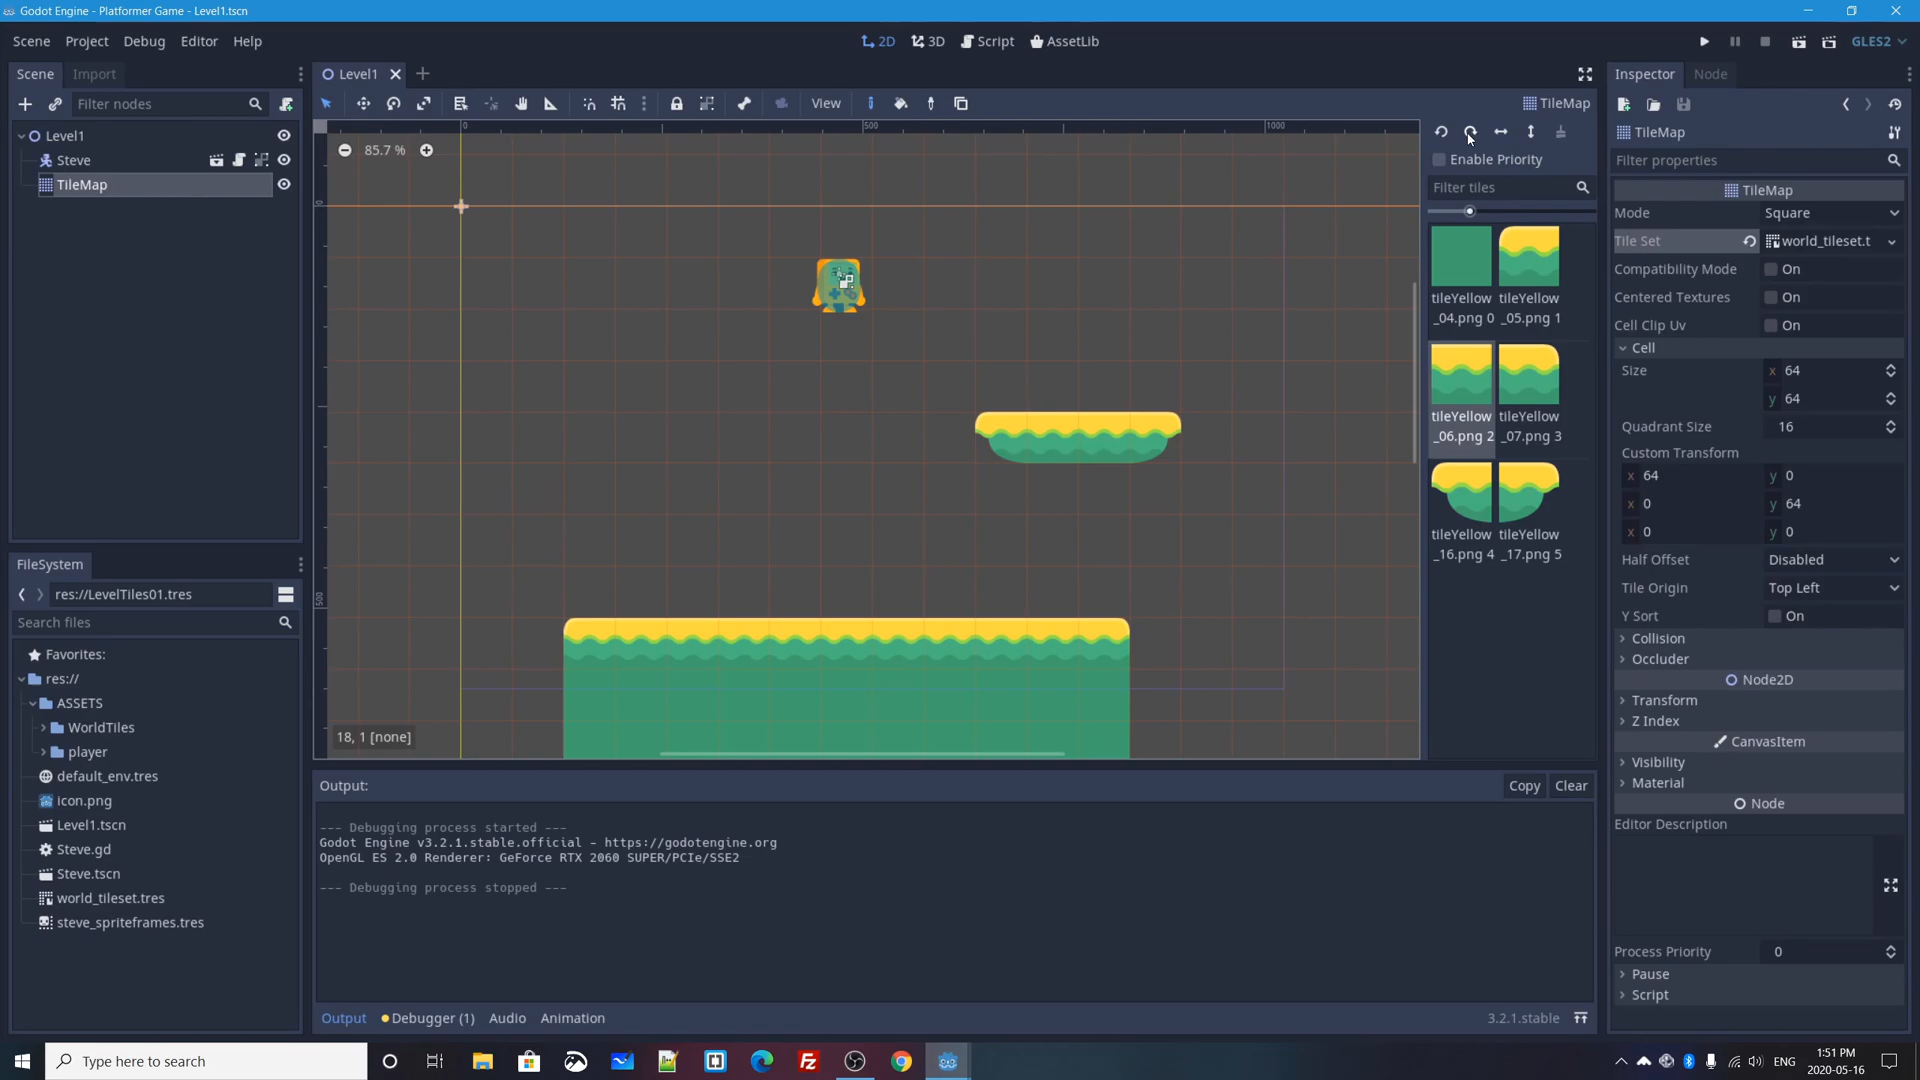 Godot Engine - Platformer Game - Level1.tscn
Scene Project Debug Editor Help
2D 3D Script AssetLib
GLES2
Scene Import
Level1
Inspector Node
Filter nodes
View
TileMap
Level1
Steve
TileMap
0 500 1000
85.7 %
0
500
18, 1 [none]
Enable Priority
Filter tiles
tileYellow tileYellow
_04.png 0 _05.png 1
tileYellow tileYellow
_06.png 2 _07.png 3
tileYellow tileYellow
_16.png 4 _17.png 5
TileMap
Filter properties
TileMap
Mode Square
Tile Set world_tileset.t
Compatibility Mode On
Centered Textures On
Cell Clip Uv On
Cell
Size x 64
y 64
Quadrant Size 16
Custom Transform
x 64 y 0
x 0 y 64
x 0 y 0
Half Offset Disabled
Tile Origin Top Left
Y Sort On
Collision
Occluder
Node2D
Transform
Z Index
CanvasItem
Visibility
Material
Node
Editor Description
Process Priority 0
Pause
Script
FileSystem
res://LevelTiles01.tres
Search files
Favorites:
res://
ASSETS
WorldTiles
player
default_env.tres
icon.png
Level1.tscn
Steve.gd
Steve.tscn
world_tileset.tres
steve_spriteframes.tres
Output:
Copy Clear
--- Debugging process started ---
Godot Engine v3.2.1.stable.official - https://godotengine.org
OpenGL ES 2.0 Renderer: GeForce RTX 2060 SUPER/PCIe/SSE2
--- Debugging process stopped ---
Output Debugger (1) Audio Animation
3.2.1.stable
Type here to search
ENG
1:51 PM
2020-05-16